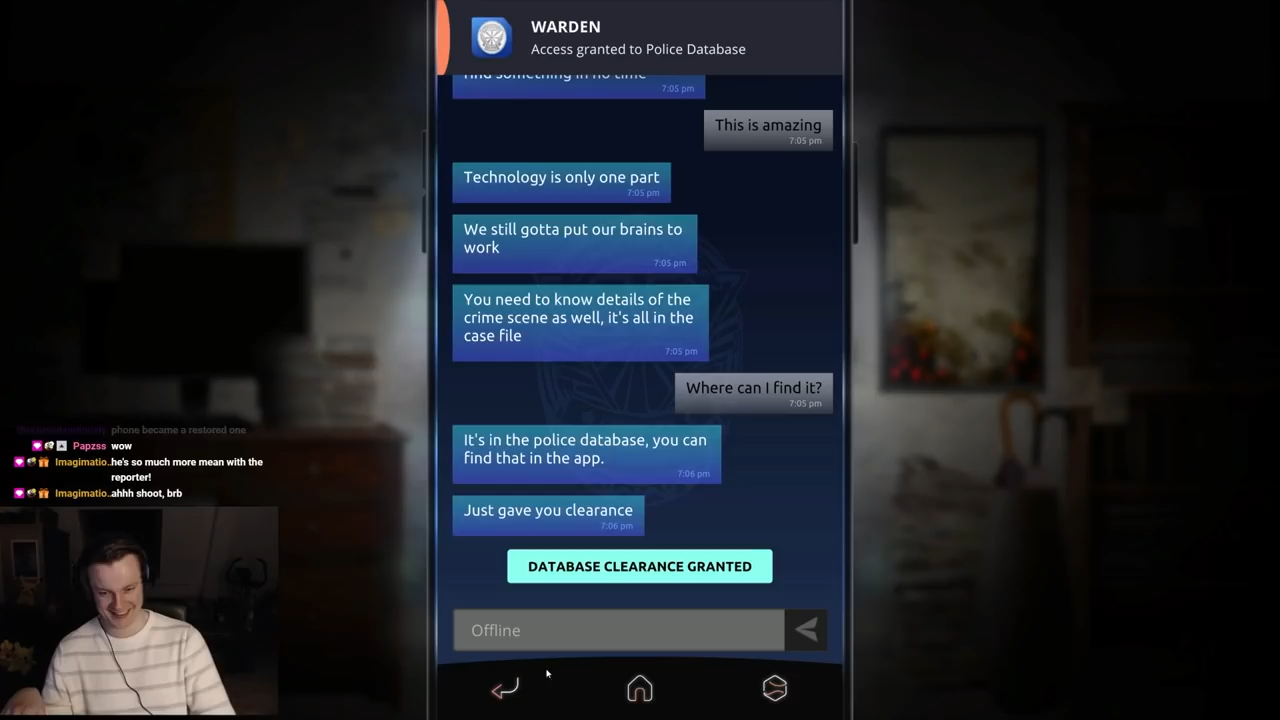 WARDEN
Access granted to Police Database
find something in no time
7:05 pm
This is amazing
7:05 pm
Technology is only one part
7:05 pm
We still gotta put our brains to
work
7:05 pm
You need to know details of the
crime scene as well, it's all in the
case file
7:05 pm
Where can I find it?
7:05 pm
It's in the police database, you can
find that in the app.
7:06 pm
Just gave you clearance
7:06 pm
DATABASE CLEARANCE GRANTED
Offline
phone became a restored one
Papzss wow
Imagimatio.. he's so much more mean with the
reporter!
Imagimatio.. ahhh shoot, brb